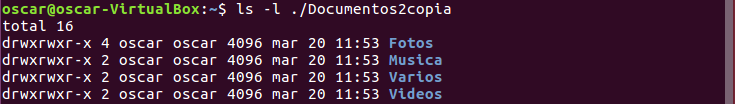 oscar@oscar-VirtualBox:~$ ls -l ./Documentos2copia
total 16
drwxrwxr-x 4 oscar oscar 4096 mar 20 11:53 Fotos
drwxrwxr-x 2 oscar oscar 4096 mar 20 11:53 Musica
drwxrwxr-x 2 oscar oscar 4096 mar 20 11:53 Varios
drwxrwxr-x 2 oscar oscar 4096 mar 20 11:53 Videos